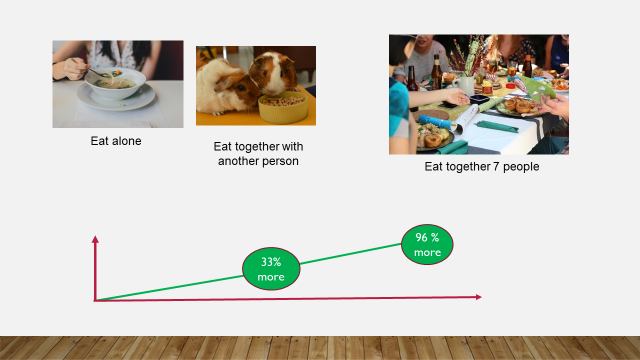 Eat alone
Eat together with
another person
Eat together 7 people
33%
more
96 %
more